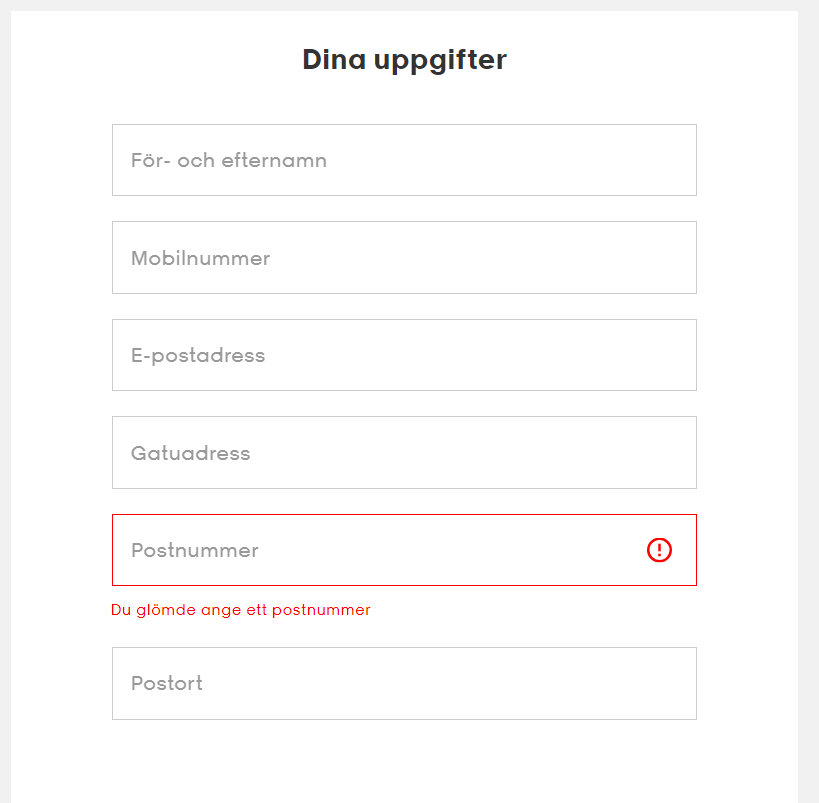 Dina uppgifter
För- och efternamn
Mobilnummer
E-postadress
Gatuadress
Postnummer
Du glömde ange ett postnummer
Postort